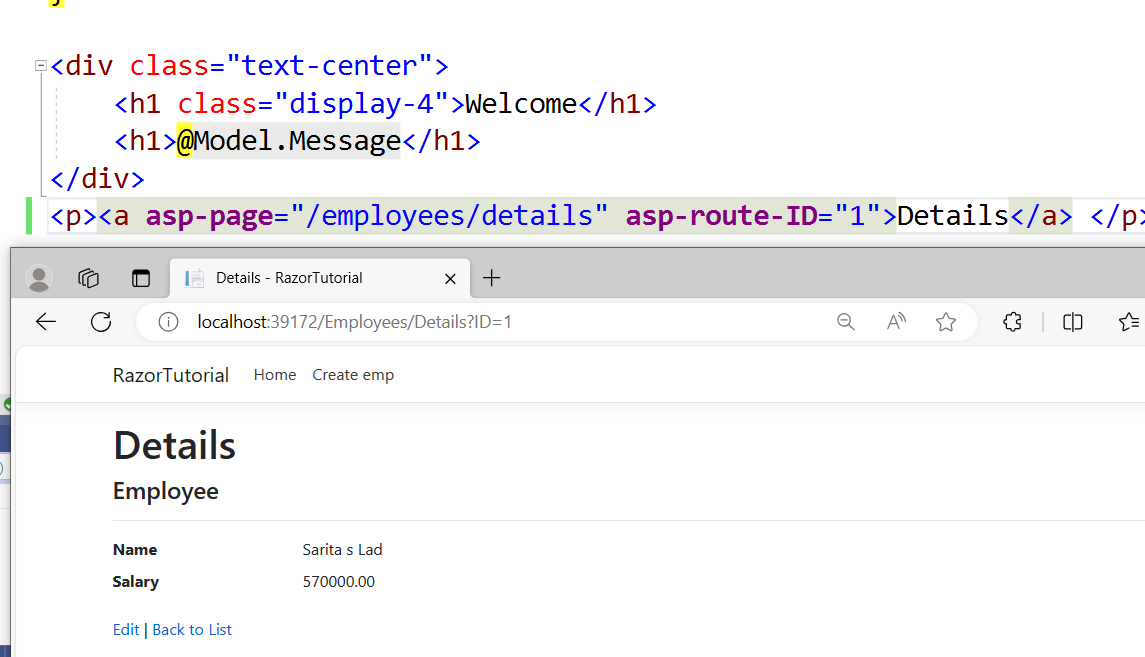 }
<div class="text-center">
<h1 class="display-4">Welcome</h1>
<h1>@Model.Message</h1>
</div>
<p><a asp-page="/employees/details" asp-route-ID="1">Details</a> </p>
Details - RazorTutorial
localhost:39172/Employees/Details?ID=1
RazorTutorial Home Create emp
Details
Employee
Name Sarita s Lad
Salary 570000.00
Edit | Back to List